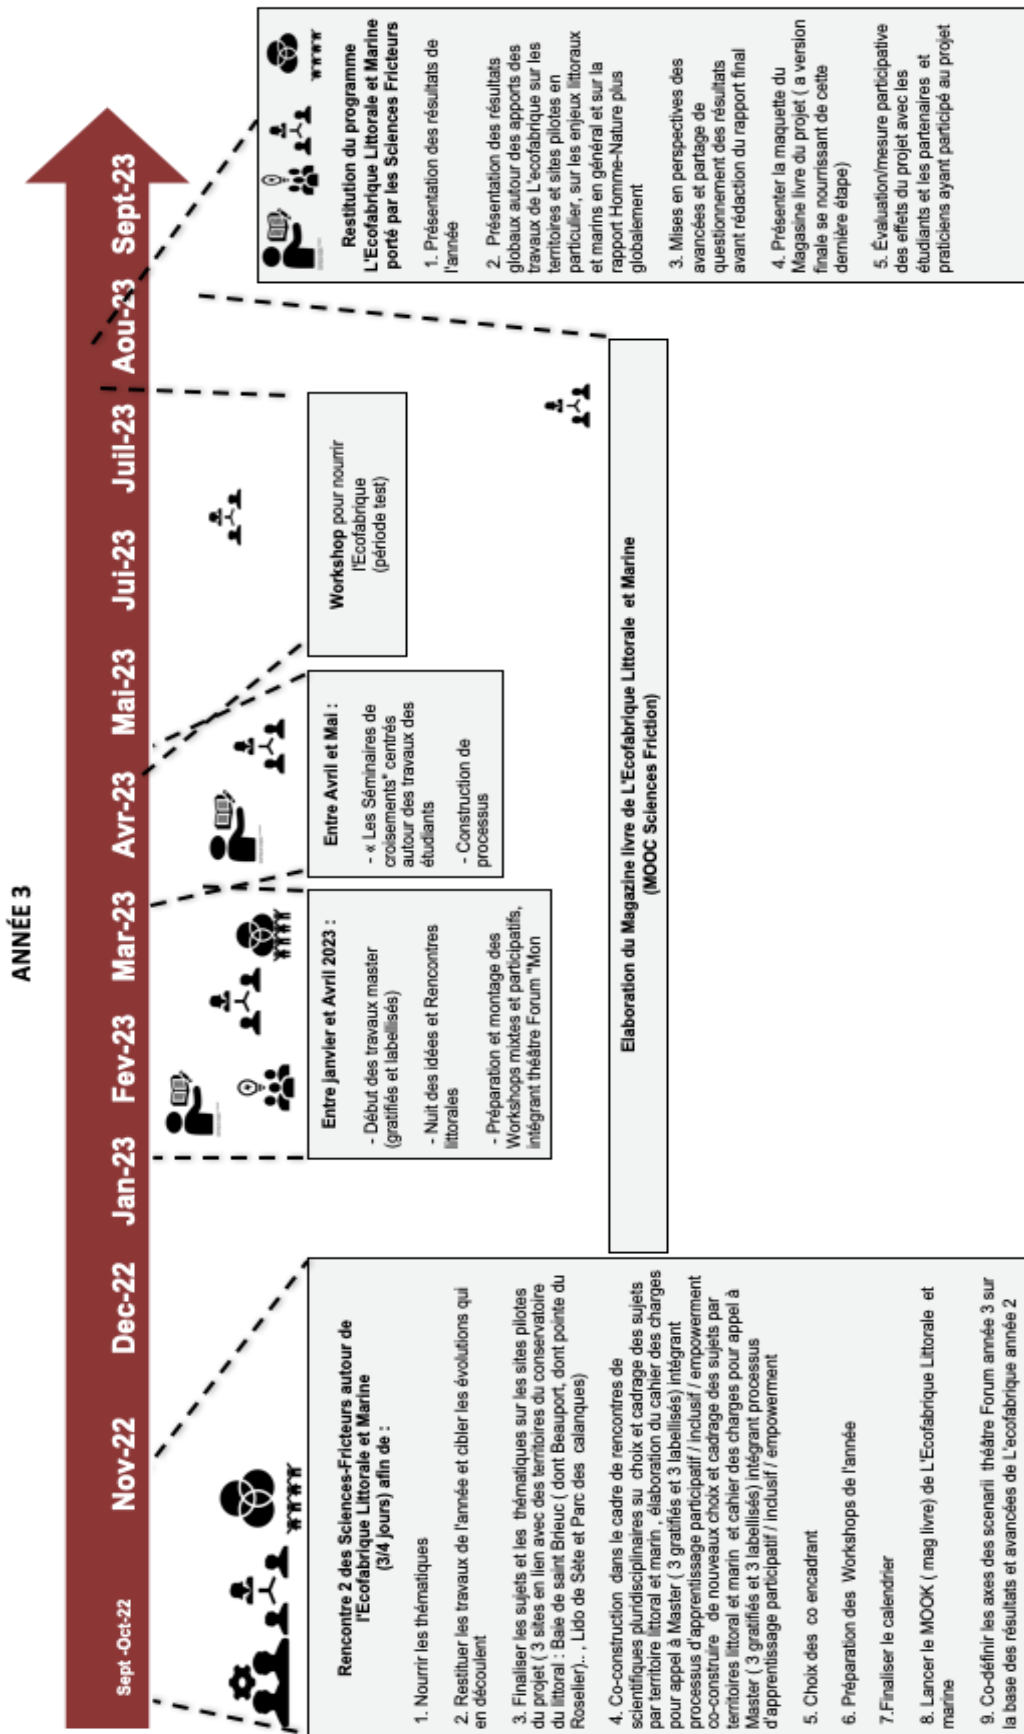 ANNÉE 3
Sept -Oct-22 Nov-22 Dec-22 Jan-23 Fev-23 Mar-23 Avr-23 Mai-23 Jui-23 Juil-23 Aou-23 Sept-23
Rencontre 2 des Sciences-Fricteurs autour de
l'Ecofabrique Littorale et Marine
(3/4 jours) afin de :
1. Nourrir les thématiques
2. Restituer les travaux de l'année et cibler les évolutions qui
en découlent
3. Finaliser les sujets et les thématiques sur les sites pilotes
du projet ( 3 sites en lien avec des territoires du conservatoire
du littoral : Baie de saint Brieuc ( dont Beauport, dont pointe du
Roselier).. , Lido de Sète et Parc des calanques)
4. Co-construction dans le cadre de rencontres de
scientifiques pluridisciplinaires su choix et cadrage des sujets
par territoire littoral et marin , élaboration du cahier des charges
pour appel à Master ( 3 gratifiés et 3 labellisés) intégrant
processus d'apprentissage participatif / inclusif / empowerment
co-construire de nouveaux choix et cadrage des sujets par
territoires littoral et marin et cahier des charges pour appel à
Master ( 3 gratifiés et 3 labellisés) intégrant processus
d'apprentissage participatif / inclusif / empowerment
5. Choix des co encadrant
6. Préparation des Workshops de l'année
7.Finaliser le calendrier
8. Lancer le MOOK ( mag livre) de L'Ecofabrique Littorale et
marine
9. Co-définir les axes des scenarii théâtre Forum année 3 sur
la base des résultats et avancées de L'ecofabrique année 2
Entre janvier et Avril 2023 :
- Début des travaux master
(gratifiés et labellisés)
- Nuit des idées et Rencontres
littorales
- Préparation et montage des
Workshops mixtes et participatifs,
intégrant théâtre Forum "Mon
Entre Avril et Mai :
- « Les Séminaires de
croisements" centrés
autour des travaux des
étudiants
- Construction de
processus
Workshop pour nourrir
l'Ecofabrique
(période test)
Elaboration du Magazine livre de L'Ecofabrique Littorale et Marine
(MOOC Sciences Friction)
Restitution du programme
L'Ecofabrique Littorale et Marine
porté par les Sciences Fricteurs
1. Présentation des résultats de
l'année
2. Présentation des résultats
globaux autour des apports des
travaux de L'ecofabrique sur les
territoires et sites pilotes en
particulier, sur les enjeux littoraux
et marins en général et sur la
rapport Homme-Nature plus
globalement
3. Mises en perspectives des
avancées et partage de
questionnement des résultats
avant rédaction du rapport final
4. Présenter la maquette du
Magasine livre du projet ( a version
finale se nourrissant de cette
dernière étape)
5. Évaluation/mesure participative
des effets du projet avec les
étudiants et les partenaires et
praticiens ayant participé au projet